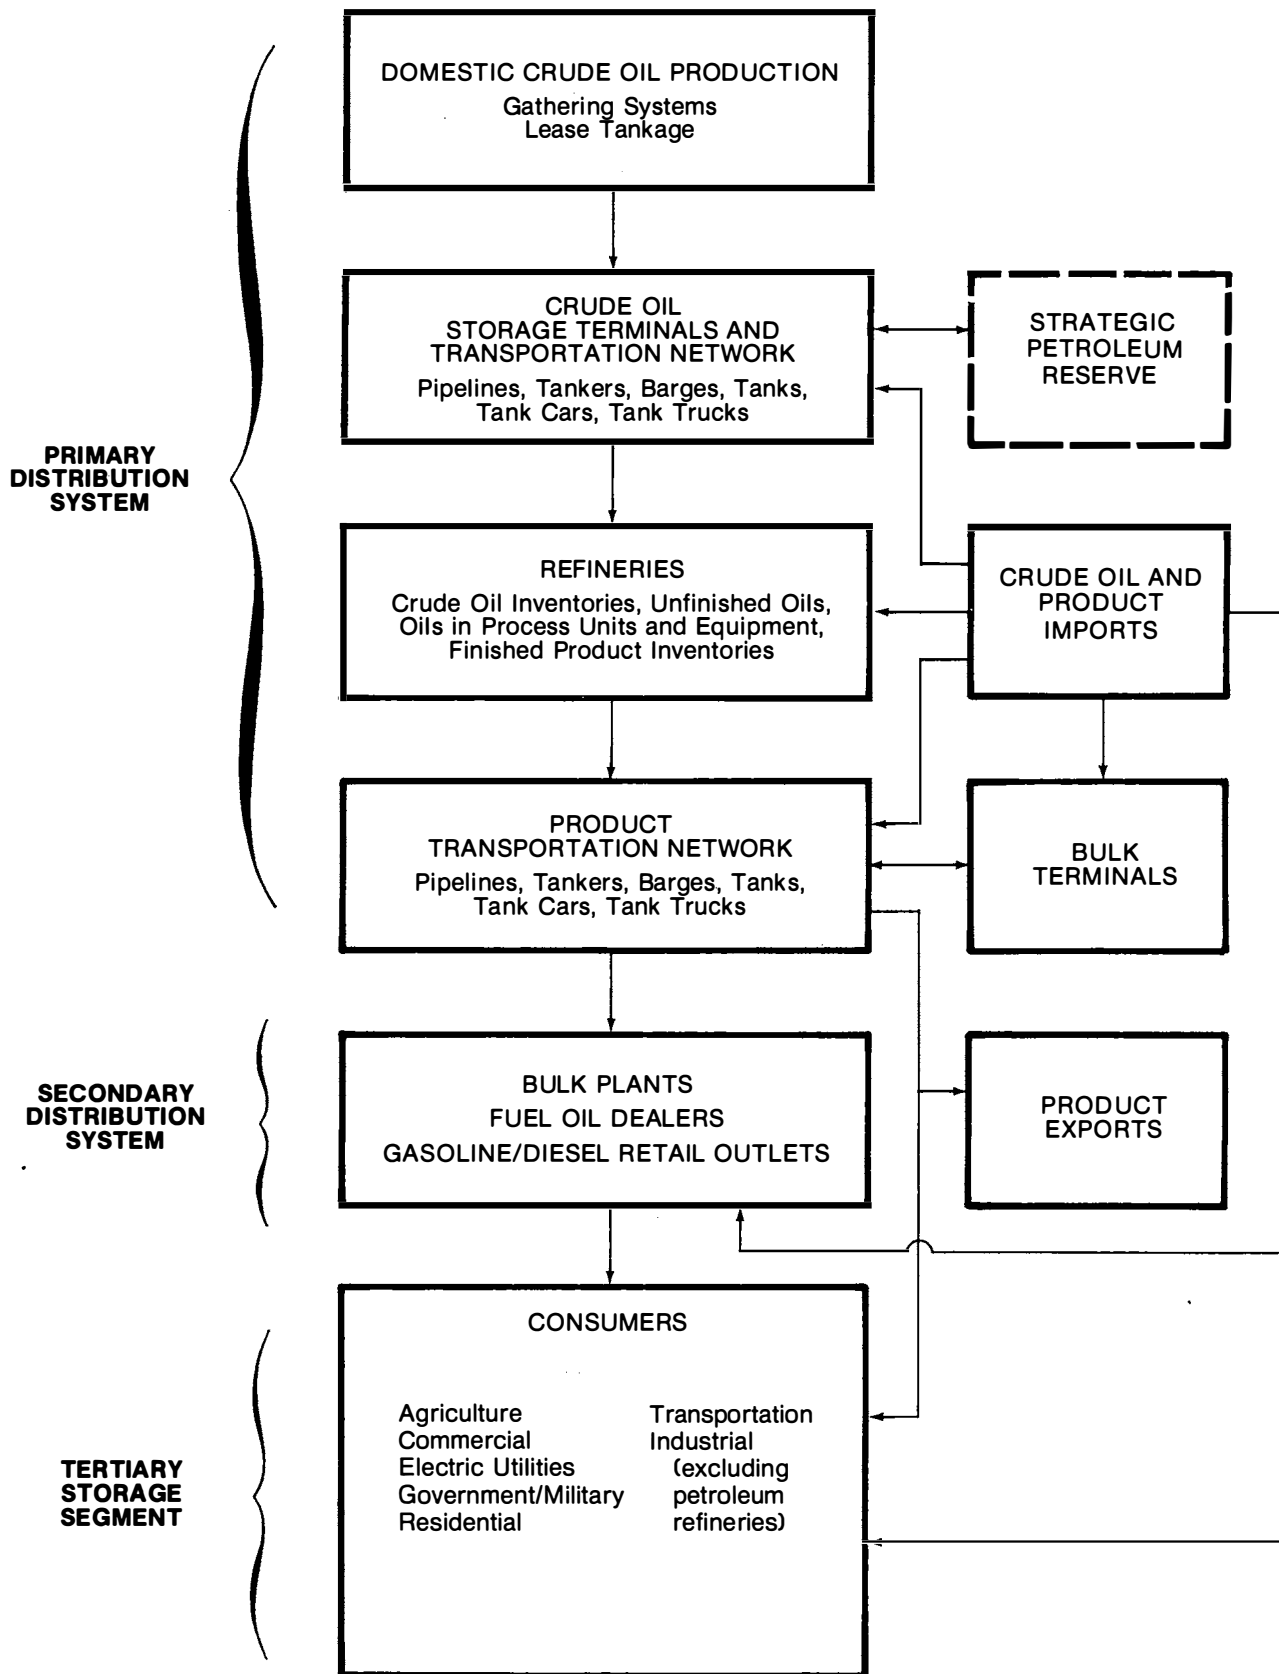 DOMESTIC CRUDE OIL PRODUCTION
Gathering Systems
Lease Tankage
CRUDE OIL
STORAGE TERMINALS AND
TRANSPORTATION NETWORK
Pipelines, Tankers, Barges, Tanks,
Tank Cars, Tank Trucks
STRATEGIC
PETROLEUM
RESERVE
PRIMARY
DISTRIBUTION
SYSTEM
REFINERIES
Crude Oil Inventories, Unfinished Oils,
Oils in Process Units and Equipment,
Finished Product Inventories
CRUDE OIL AND
PRODUCT
IMPORTS
PRODUCT
TRANSPORTATION NETWORK
Pipelines, Tankers, Barges, Tanks,
Tank Cars, Tank Trucks
BULK
TERMINALS
SECONDARY
DISTRIBUTION
SYSTEM
BULK PLANTS
FUEL OIL DEALERS
GASOLINE/DIESEL RETAIL OUTLETS
PRODUCT
EXPORTS
TERTIARY
STORAGE
SEGMENT
CONSUMERS
Agriculture
Commercial
Electric Utilities
Government/Military
Residential
Transportation
Industrial
(excluding
petroleum
refineries)